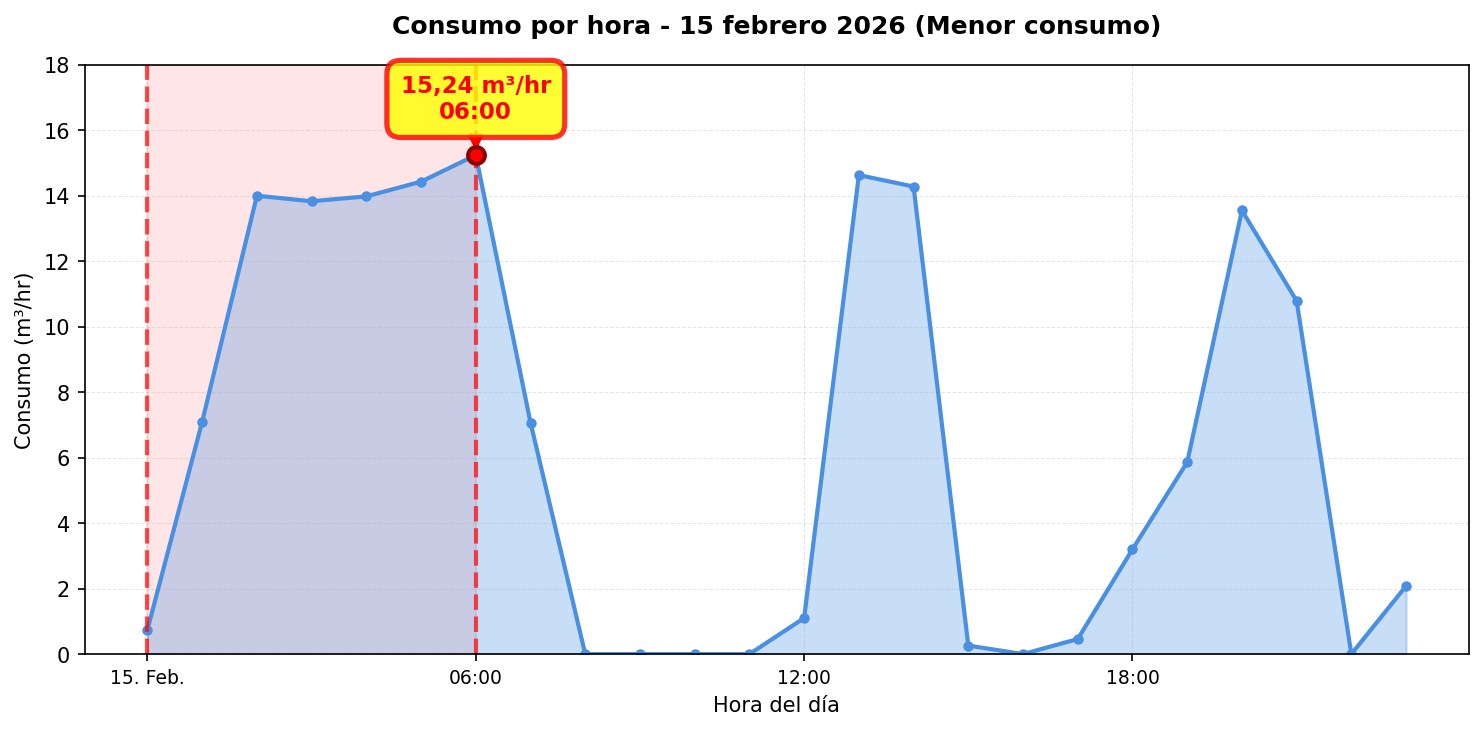 Consumo por hora - 15 febrero 2026 (Menor consumo)
15,24 m³/hr
06:00
Consumo (m³/hr)
18
16
14
12
10
8
6
4
2
0
15. Feb.
06:00
12:00
18:00
Hora del día